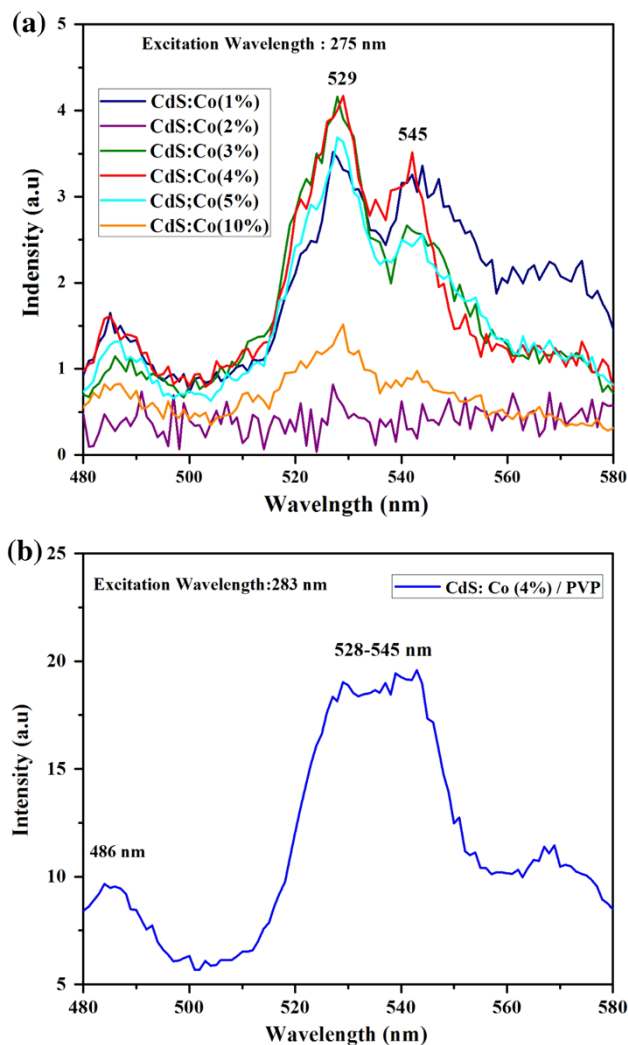 (a)
Excitation Wavelength : 275 nm
529
545
CdS:Co(1%)
CdS:Co(2%)
CdS:Co(3%)
CdS:Co(4%)
CdS;Co(5%)
CdS:Co(10%)
Indensity (a.u)
5
4
3
2
1
0
480 500 520 540 560 580
Wavelngth (nm)
(b)
Excitation Wavelength:283 nm
CdS: Co (4%) / PVP
528-545 nm
486 nm
Intensity (a.u)
25
20
15
10
5
480 500 520 540 560 580
Wavelength (nm)